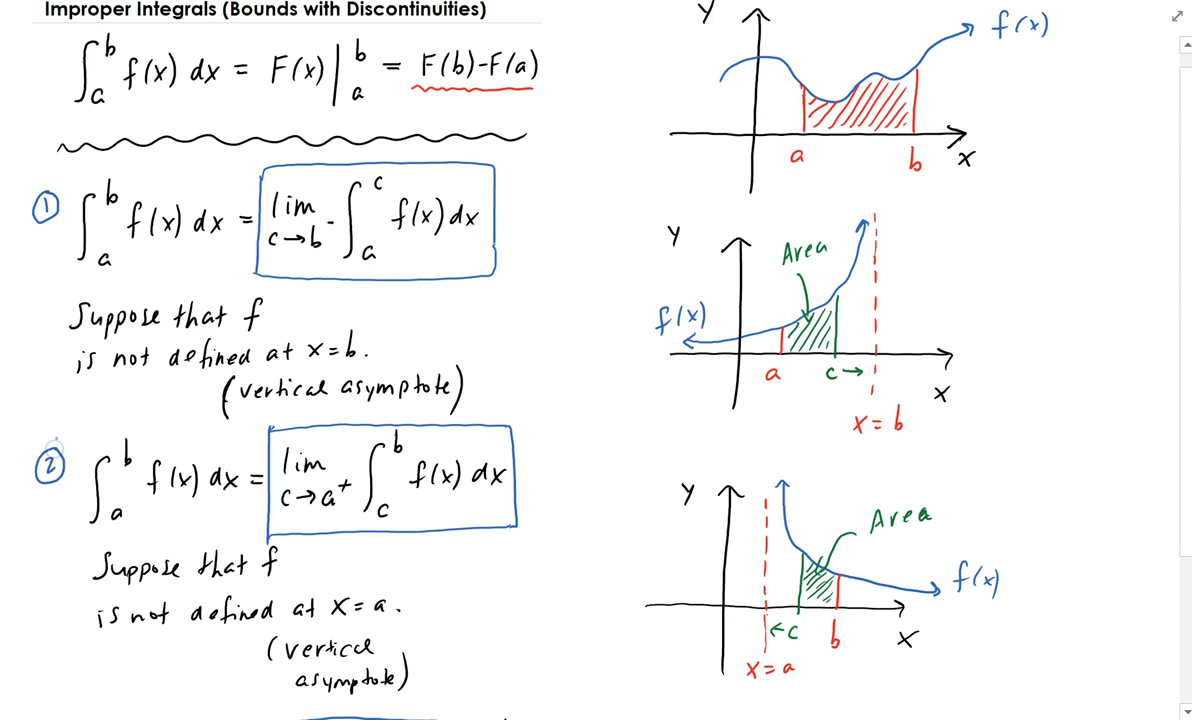 Improper Integrals (Bounds with Discontinuities)
∫_a^b f(x) dx = F(x) |_a^b = F(b)-F(a)
① ∫_a^b f(x) dx = lim_{c→b^-} ∫_a^c f(x) dx
Suppose that f
is not defined at x=b.
(vertical asymptote)
② ∫_a^b f(x) dx = lim_{c→a^+} ∫_c^b f(x) dx
Suppose that f
is not defined at x=a.
(vertical
asymptote)
y
f(x)
a
b
x
y
Area
f(x)
a
c→
x
x=b
y
Area
f(x)
←c
b
x
x=a